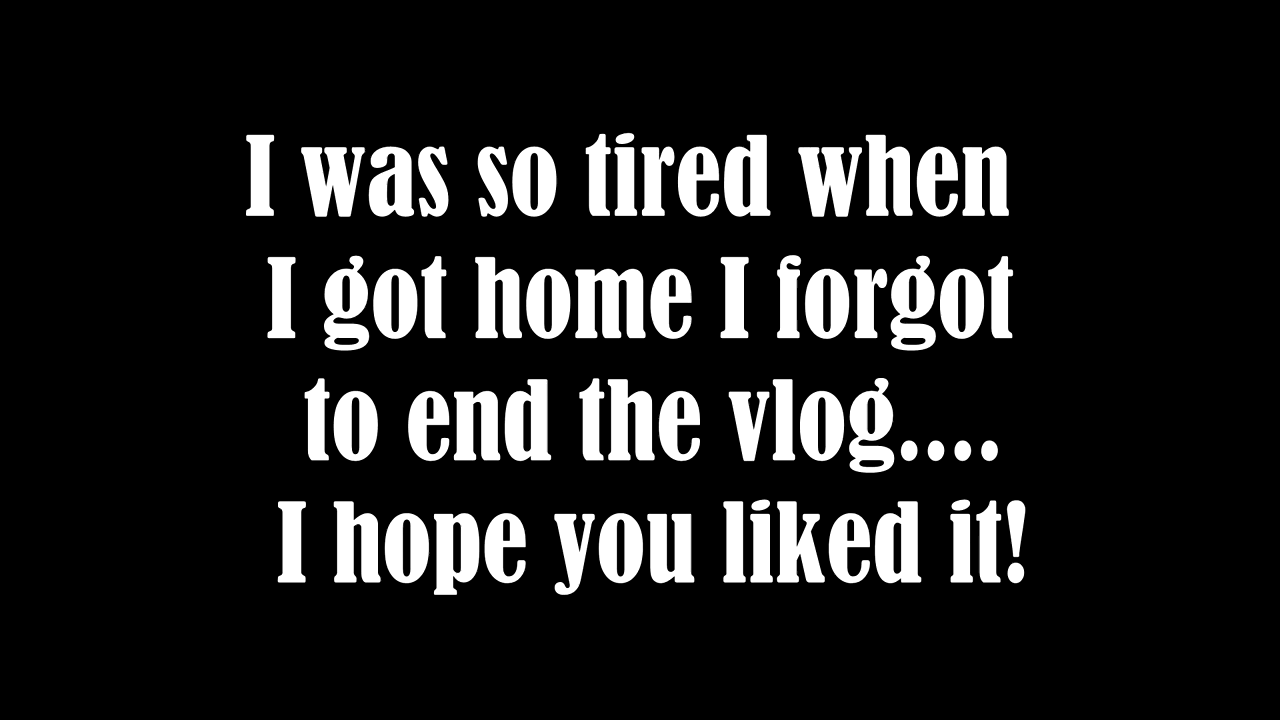 I was so tired when
I got home I forgot
to end the vlog....
I hope you liked it!